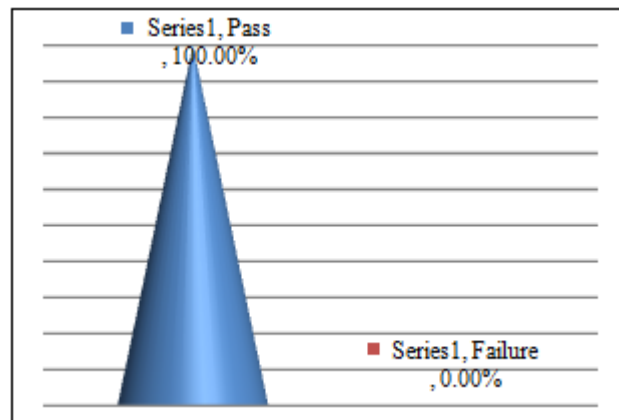 Series1, Pass
, 100.00%
Series1, Failure
, 0.00%